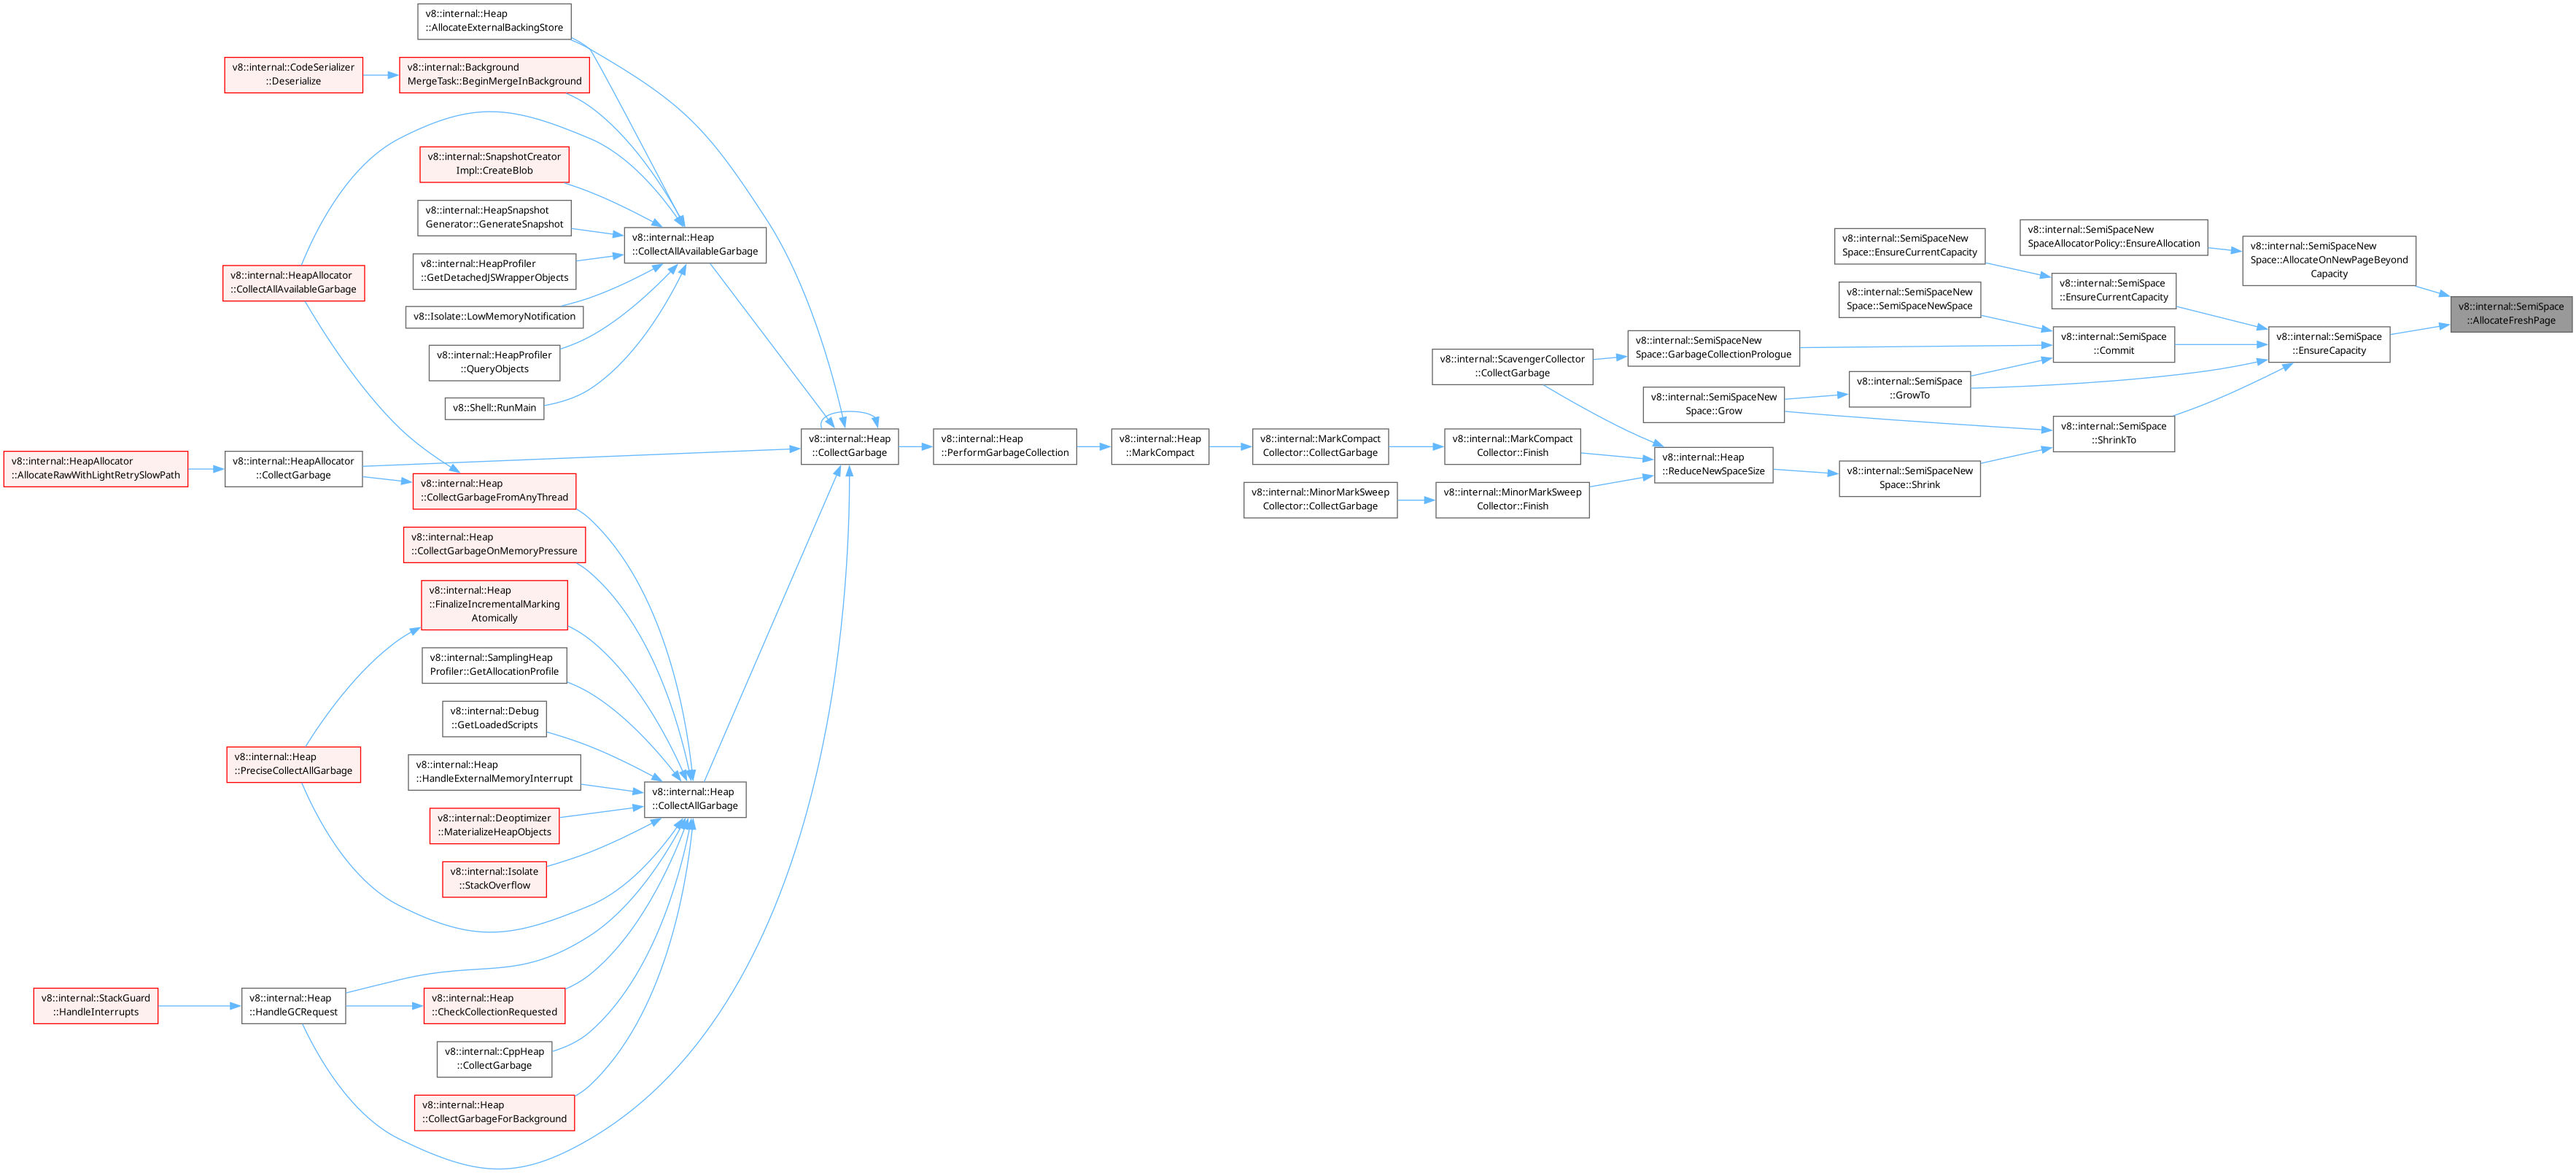 v8::internal::Heap
::AllocateExternalBackingStore
v8::internal::CodeSerializer
::Deserialize
v8::internal::Background
MergeTask::BeginMergeInBackground
v8::internal::SnapshotCreator
Impl::CreateBlob
v8::internal::HeapSnapshot
Generator::GenerateSnapshot
v8::internal::Heap
::CollectAllAvailableGarbage
v8::internal::HeapProfiler
::GetDetachedJSWrapperObjects
v8::internal::HeapAllocator
::CollectAllAvailableGarbage
v8::Isolate::LowMemoryNotification
v8::internal::HeapProfiler
::QueryObjects
v8::Shell::RunMain
v8::internal::HeapAllocator
::AllocateRawWithLightRetrySlowPath
v8::internal::HeapAllocator
::CollectGarbage
v8::internal::Heap
::CollectGarbageFromAnyThread
v8::internal::Heap
::CollectGarbageOnMemoryPressure
v8::internal::Heap
::FinalizeIncrementalMarking
Atomically
v8::internal::SamplingHeap
Profiler::GetAllocationProfile
v8::internal::Debug
::GetLoadedScripts
v8::internal::Heap
::PreciseCollectAllGarbage
v8::internal::Heap
::HandleExternalMemoryInterrupt
v8::internal::Heap
::CollectAllGarbage
v8::internal::Deoptimizer
::MaterializeHeapObjects
v8::internal::Isolate
::StackOverflow
v8::internal::StackGuard
::HandleInterrupts
v8::internal::Heap
::HandleGCRequest
v8::internal::Heap
::CheckCollectionRequested
v8::internal::CppHeap
::CollectGarbage
v8::internal::Heap
::CollectGarbageForBackground
v8::internal::Heap
::CollectGarbage
v8::internal::Heap
::PerformGarbageCollection
v8::internal::Heap
::MarkCompact
v8::internal::MarkCompact
Collector::CollectGarbage
v8::internal::MinorMarkSweep
Collector::CollectGarbage
v8::internal::ScavengerCollector
::CollectGarbage
v8::internal::MarkCompact
Collector::Finish
v8::internal::MinorMarkSweep
Collector::Finish
v8::internal::SemiSpaceNew
Space::GarbageCollectionPrologue
v8::internal::SemiSpaceNew
Space::Grow
v8::internal::Heap
::ReduceNewSpaceSize
v8::internal::SemiSpaceNew
Space::EnsureCurrentCapacity
v8::internal::SemiSpaceNew
Space::SemiSpaceNewSpace
v8::internal::SemiSpace
::GrowTo
v8::internal::SemiSpaceNew
Space::Shrink
v8::internal::SemiSpaceNew
SpaceAllocatorPolicy::EnsureAllocation
v8::internal::SemiSpace
::EnsureCurrentCapacity
v8::internal::SemiSpace
::Commit
v8::internal::SemiSpace
::ShrinkTo
v8::internal::SemiSpaceNew
Space::AllocateOnNewPageBeyond
Capacity
v8::internal::SemiSpace
::EnsureCapacity
v8::internal::SemiSpace
::AllocateFreshPage